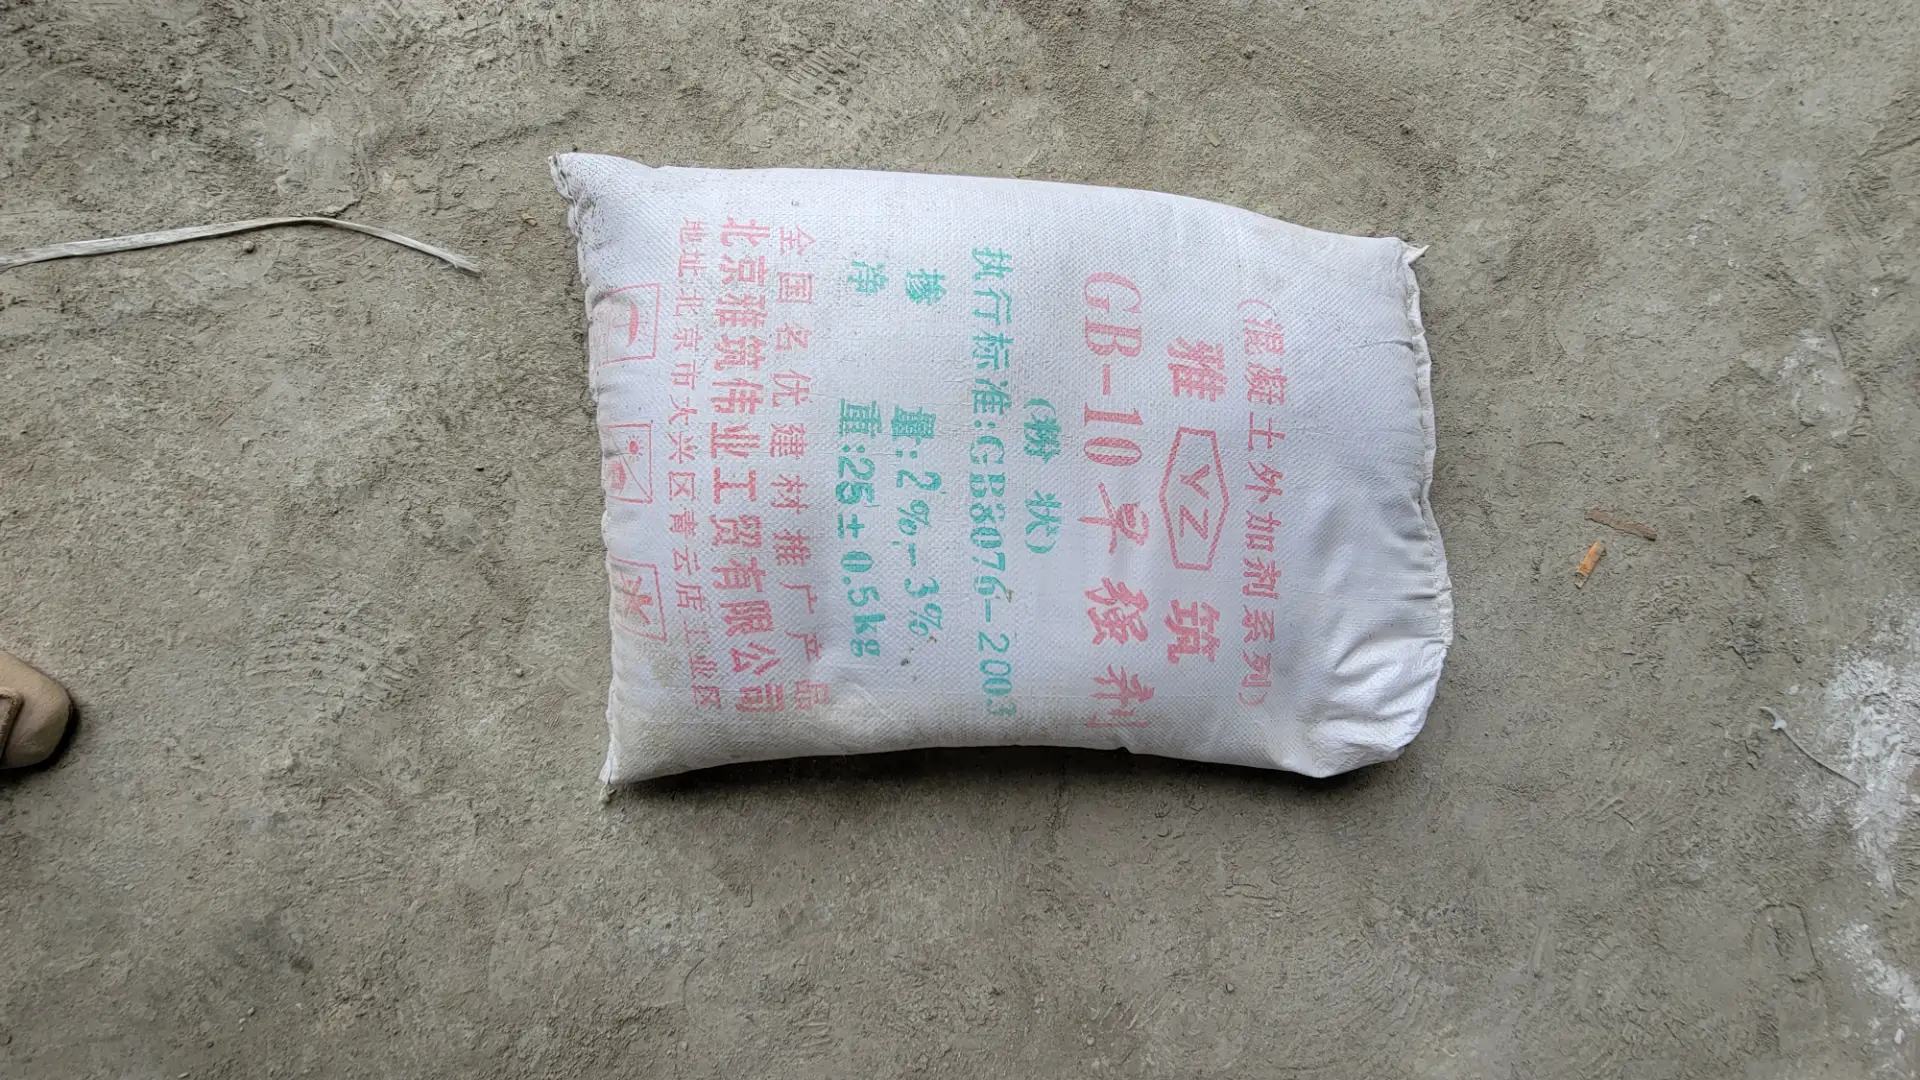 (混凝土外加剂系列)
雅 YZ 筑
GB-10早强剂
(粉 状)
执行标准:GB8076-2003
掺 量:2%-3%
净 重:25±0.5kg
全国名优建材推广产品
北京雅筑伟业工贸有限公司
地址:北京市大兴区青云店工业区